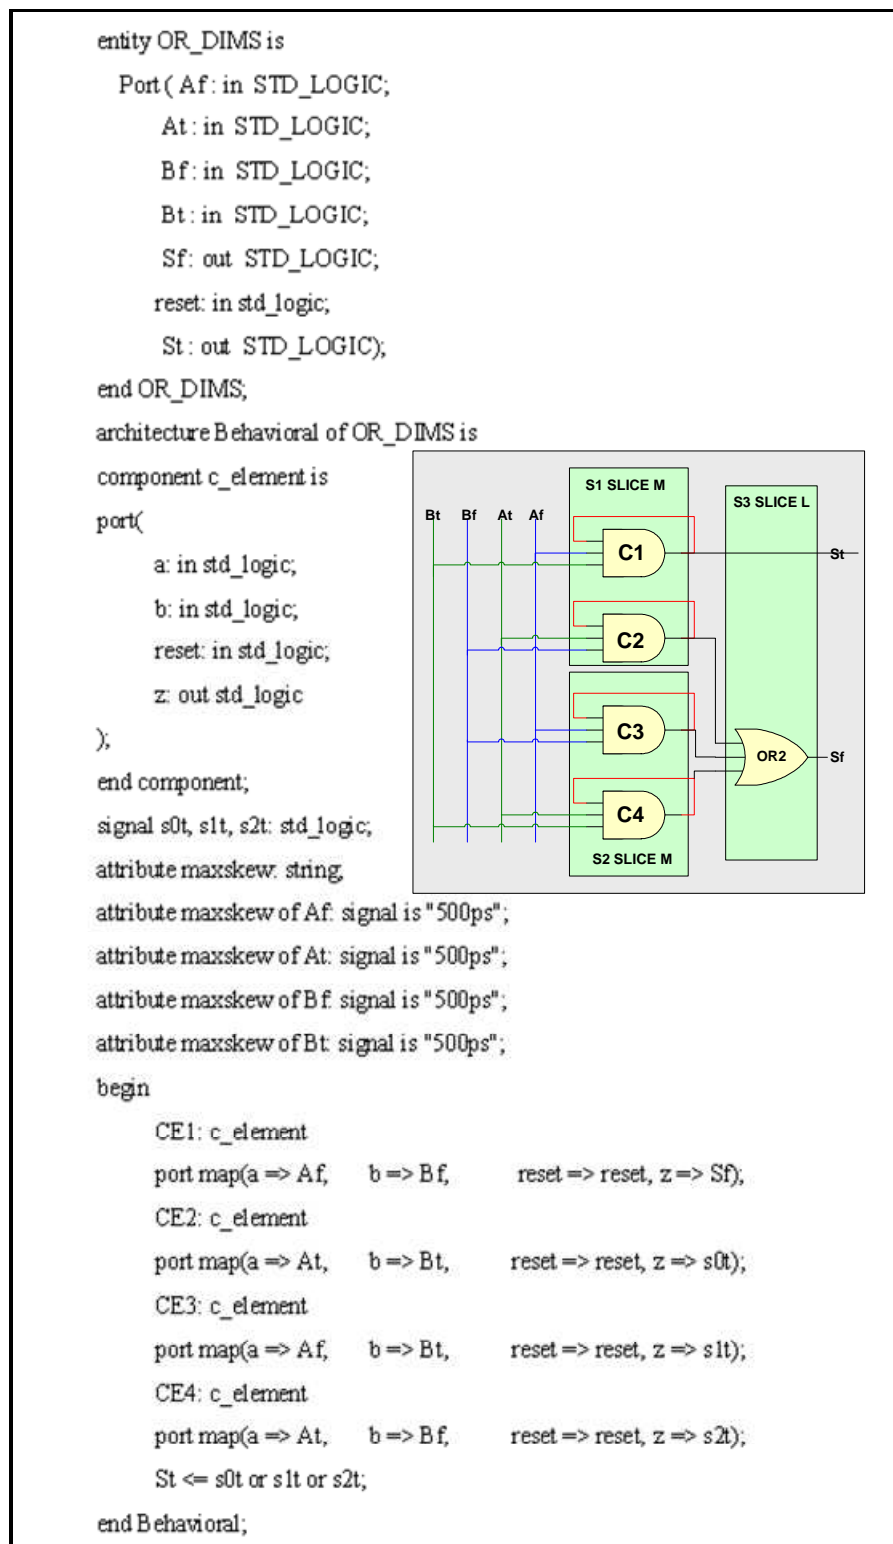 entity OR_DIMS is
Port ( Af : in STD_LOGIC;
At : in STD_LOGIC;
Bf : in STD_LOGIC;
Bt : in STD_LOGIC;
Sf : out STD_LOGIC;
reset: in std_logic;
St : out STD_LOGIC);
end OR_DIMS;
architecture Behavioral of OR_DIMS is
component c_element is
port(
a: in std_logic;
b: in std_logic;
reset: in std_logic;
z: out std_logic
);
end component;
signal s0t, s1t, s2t: std_logic;
attribute maxskew: string;
attribute maxskew of Af: signal is "500ps";
attribute maxskew of At: signal is "500ps";
attribute maxskew of Bf: signal is "500ps";
attribute maxskew of Bt: signal is "500ps";
begin
CE1: c_element
port map(a => Af, b => Bf, reset => reset, z => Sf);
CE2: c_element
port map(a => At, b => Bt, reset => reset, z => s0t);
CE3: c_element
port map(a => Af, b => Bt, reset => reset, z => s1t);
CE4: c_element
port map(a => At, b => Bf, reset => reset, z => s2t);
St <= s0t or s1t or s2t;
end Behavioral;
S1 SLICE M
S3 SLICE L
Bt Bf At Af
C1
St
C2
C3
OR2
Sf
C4
S2 SLICE M